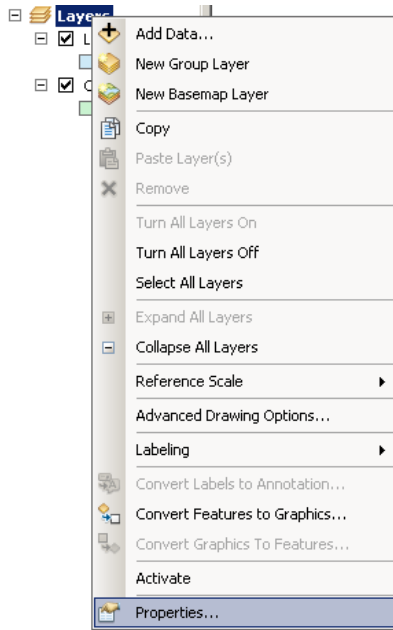 Layers
Add Data...
L
New Group Layer
New Basemap Layer
Copy
Paste Layer(s)
Remove
Turn All Layers On
Turn All Layers Off
Select All Layers
Expand All Layers
Collapse All Layers
Reference Scale
Advanced Drawing Options...
Labeling
Convert Labels to Annotation...
Convert Features to Graphics...
Convert Graphics To Features...
Activate
Properties...